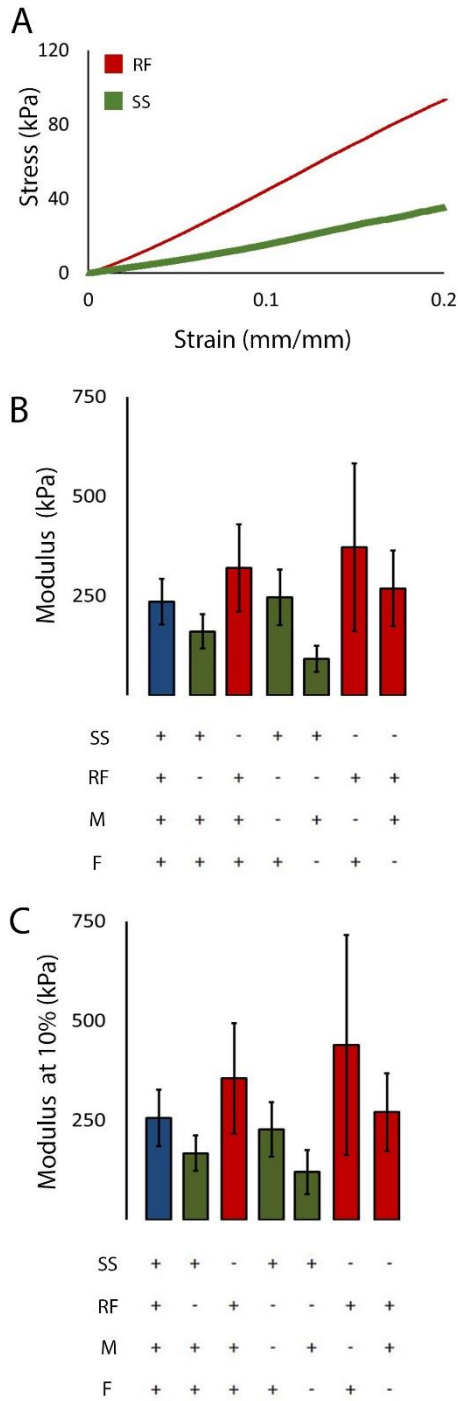 A
120
RF
SS
80
Stress (kPa)
40
0
0 0.1 0.2
Strain (mm/mm)
B
750
500
Modulus (kPa)
250
SS + + - + + - -
RF + - + - - + +
M + + + - + - +
F + + + + - + -
C
750
500
Modulus at 10% (kPa)
250
SS + + - + + - -
RF + - + - - + +
M + + + - + - +
F + + + + - + -